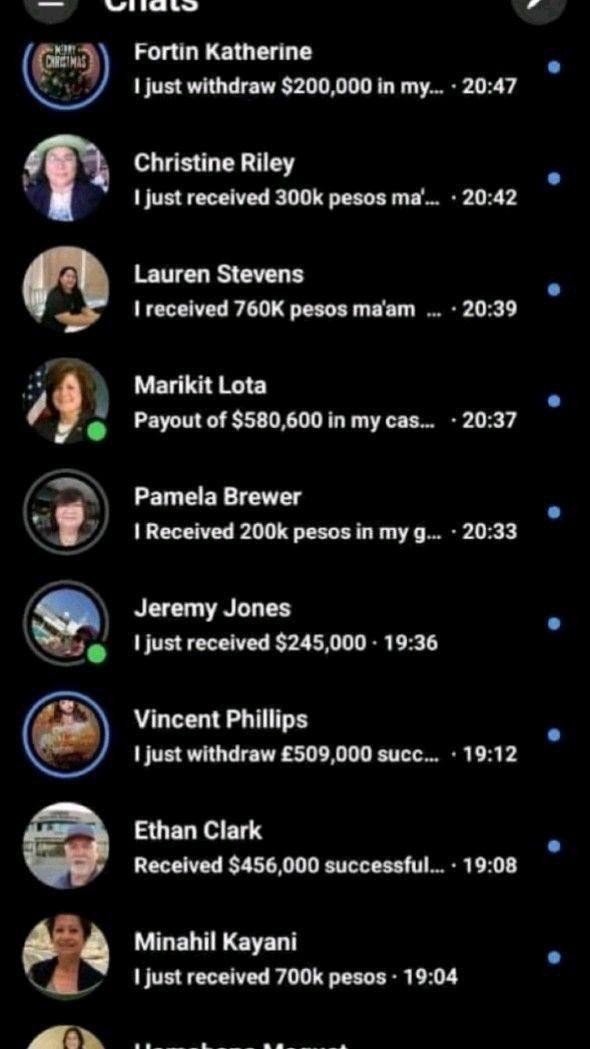 Chats
MERRY
CHRISTMAS
Fortin Katherine
I just withdraw $200,000 in my... · 20:47
Christine Riley
I just received 300k pesos ma'... · 20:42
Lauren Stevens
I received 760K pesos ma'am ... · 20:39
Marikit Lota
Payout of $580,600 in my cas... · 20:37
Pamela Brewer
I Received 200k pesos in my g... · 20:33
Jeremy Jones
I just received $245,000 · 19:36
Vincent Phillips
I just withdraw £509,000 succ... · 19:12
Ethan Clark
Received $456,000 successful... · 19:08
Minahil Kayani
I just received 700k pesos · 19:04